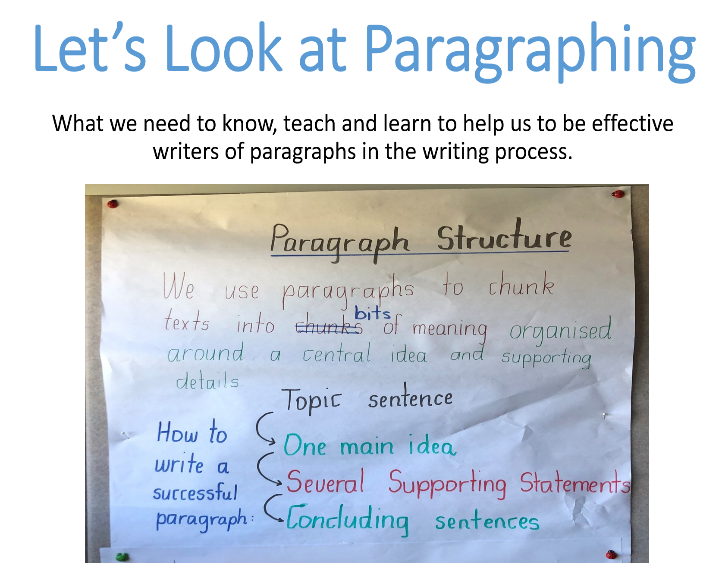 Let's Look at Paragraphing
What we need to know, teach and learn to help us to be effective
writers of paragraphs in the writing process.
Paragraph Structure
We use paragraphs to chunk
texts into chunks bits of meaning organised
around a central idea and supporting
details
Topic sentence
How to
write a
successful
paragraph:
One main idea
Several Supporting Statements
Concluding sentences